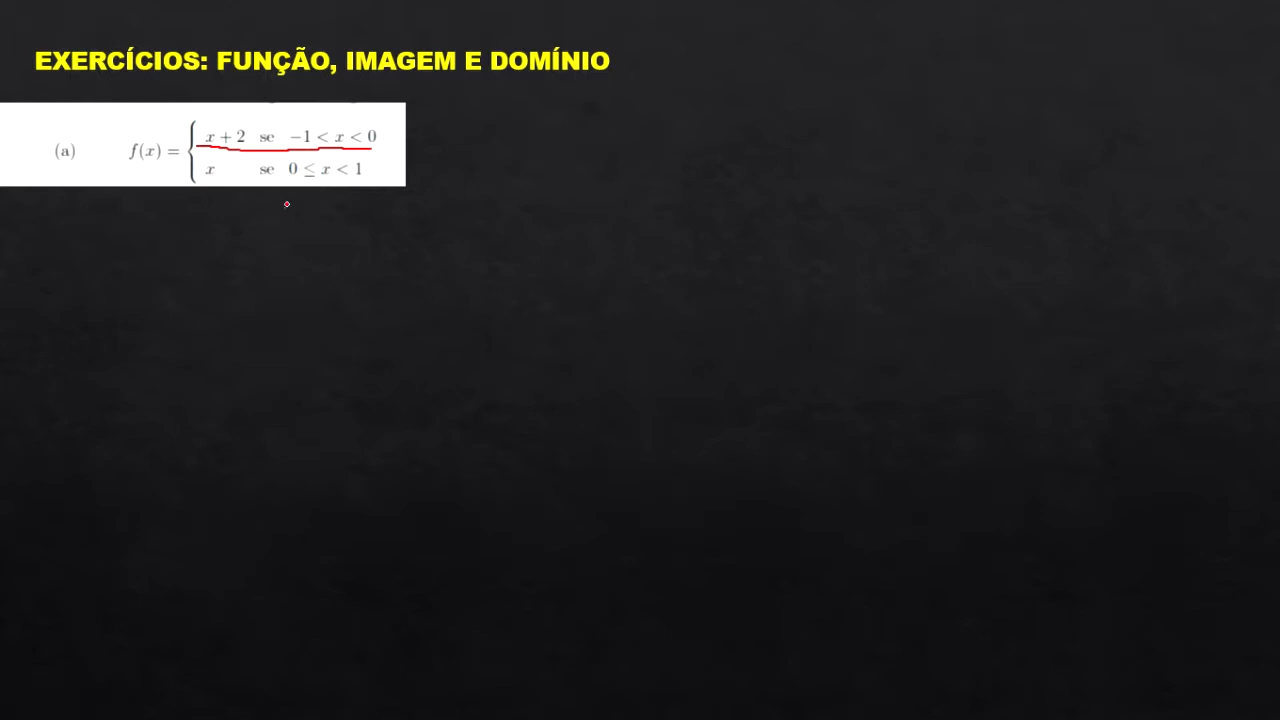 EXERCÍCIOS: FUNÇÃO, IMAGEM E DOMÍNIO
(a) f(x) = { x + 2 se −1 < x < 0
x se 0 ≤ x < 1